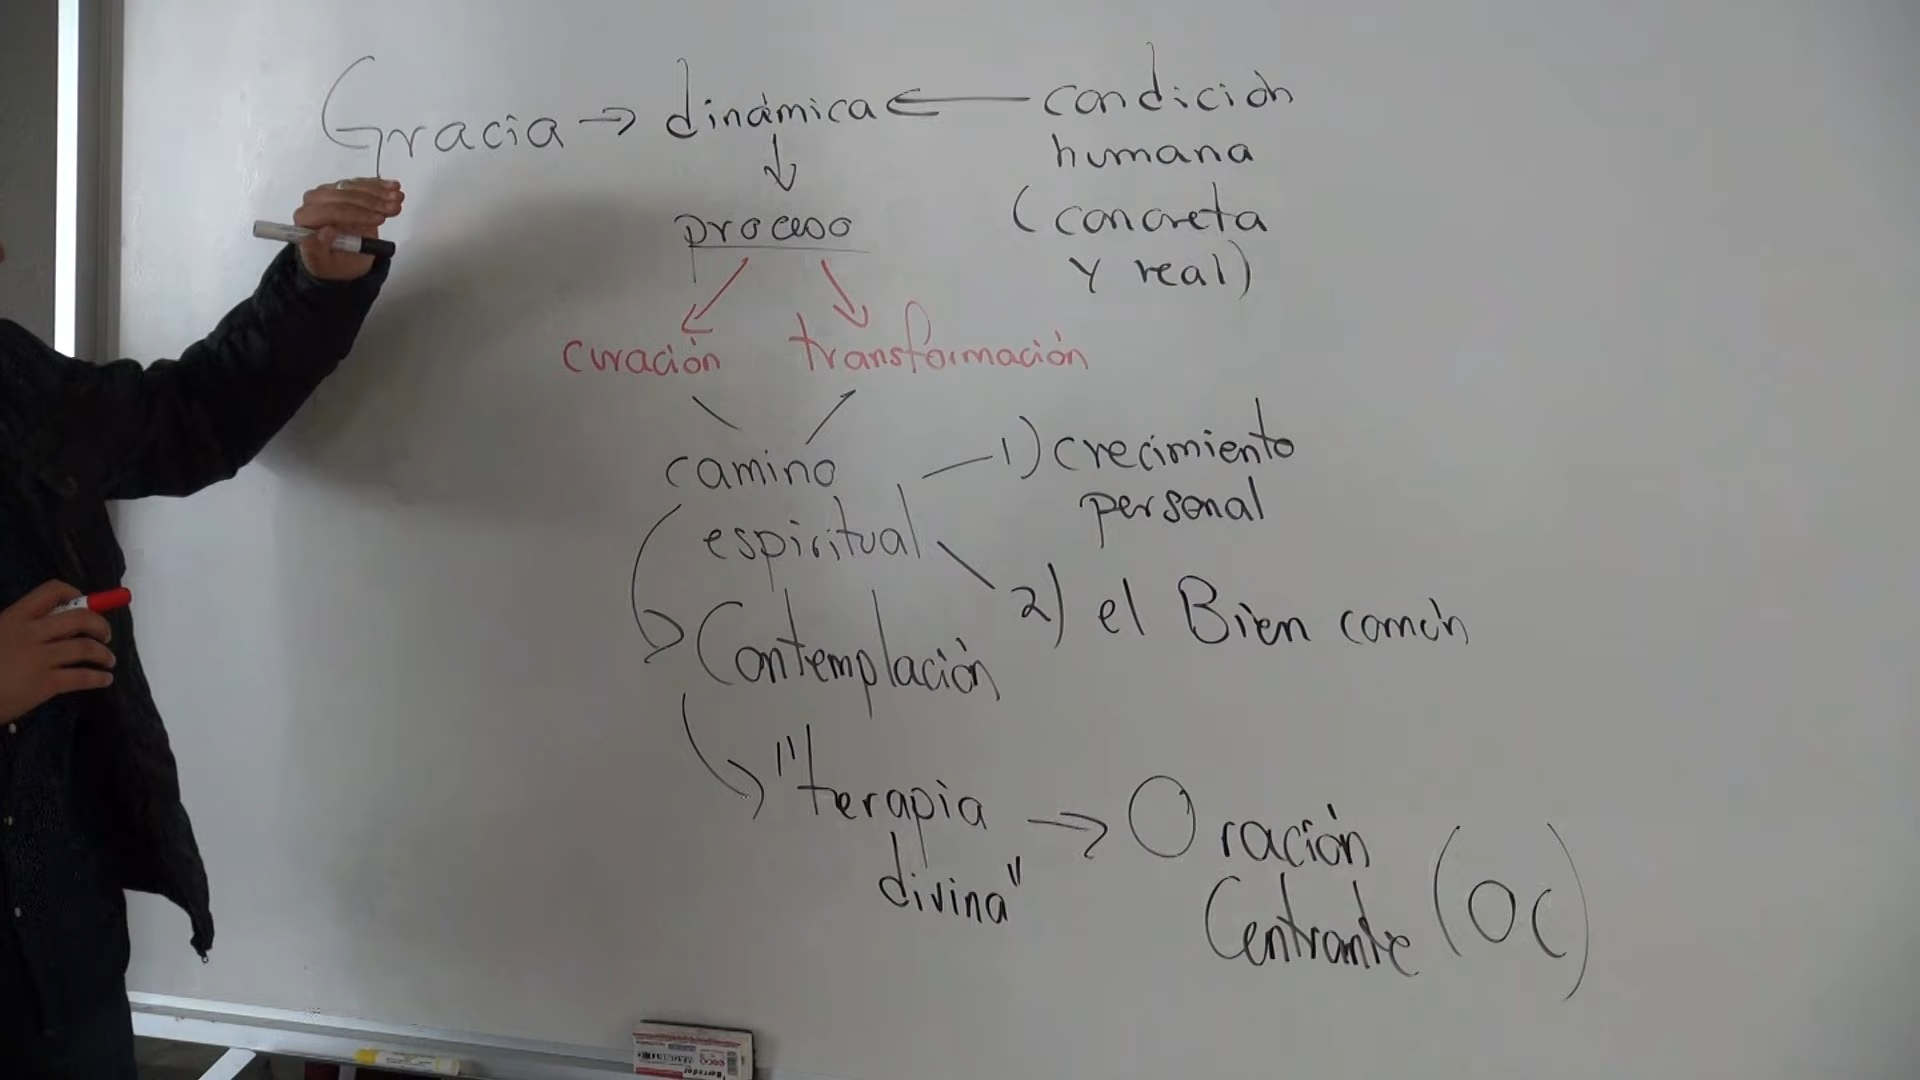 Gracia → dinámica ← condición
humana
(concreta
y real)
↓
proceso
curación transformación
camino
espiritual
1) crecimiento
personal
2) el Bien común
Contemplación
"terapia
divina"
→ Oración
Centrante (OC)
Borrador